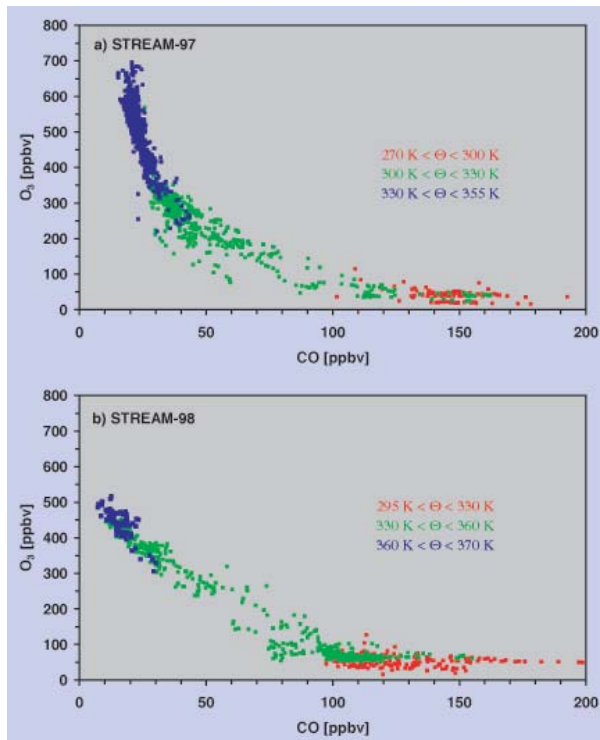 a) STREAM-97
800
700
600
500
400
300
200
100
0
O₃ [ppbv]
270 K < Θ < 300 K
300 K < Θ < 330 K
330 K < Θ < 355 K
0 50 100 150 200
CO [ppbv]
b) STREAM-98
800
700
600
500
400
300
200
100
0
O₃ [ppbv]
295 K < Θ < 330 K
330 K < Θ < 360 K
360 K < Θ < 370 K
0 50 100 150 200
CO [ppbv]